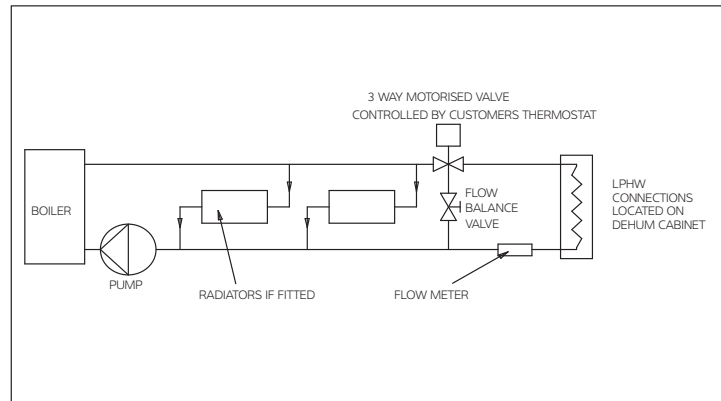 3 WAY MOTORISED VALVE
CONTROLLED BY CUSTOMERS THERMOSTAT
BOILER
FLOW
BALANCE
VALVE
LPHW
CONNECTIONS
LOCATED ON
DEHUM CABINET
PUMP
RADIATORS IF FITTED
FLOW METER